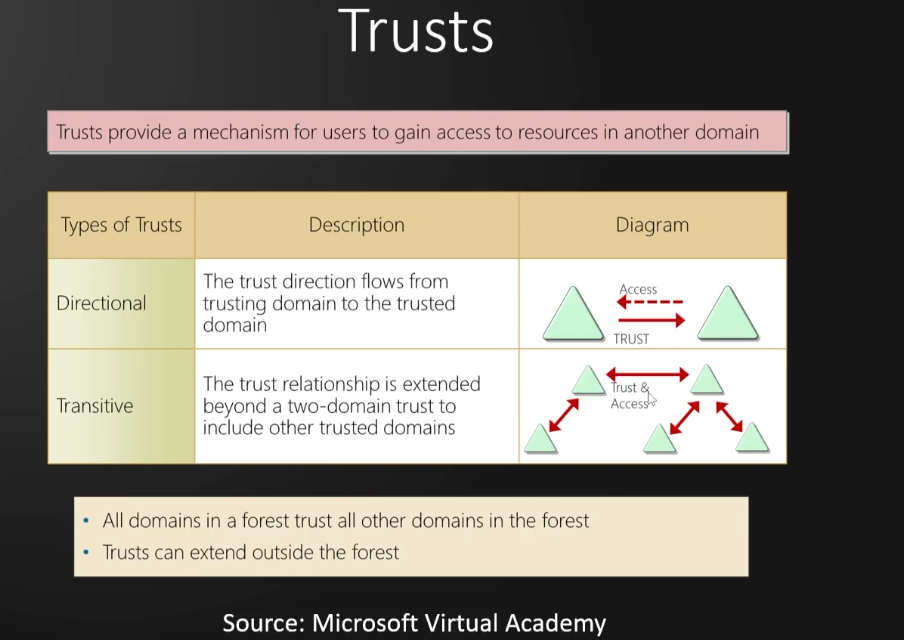 Trusts
Trusts provide a mechanism for users to gain access to resources in another domain
Types of Trusts
Description
Diagram
Directional
The trust direction flows from
trusting domain to the trusted
domain
Access
TRUST
Transitive
The trust relationship is extended
beyond a two-domain trust to
include other trusted domains
Trust &
Access
• All domains in a forest trust all other domains in the forest
• Trusts can extend outside the forest
Source: Microsoft Virtual Academy